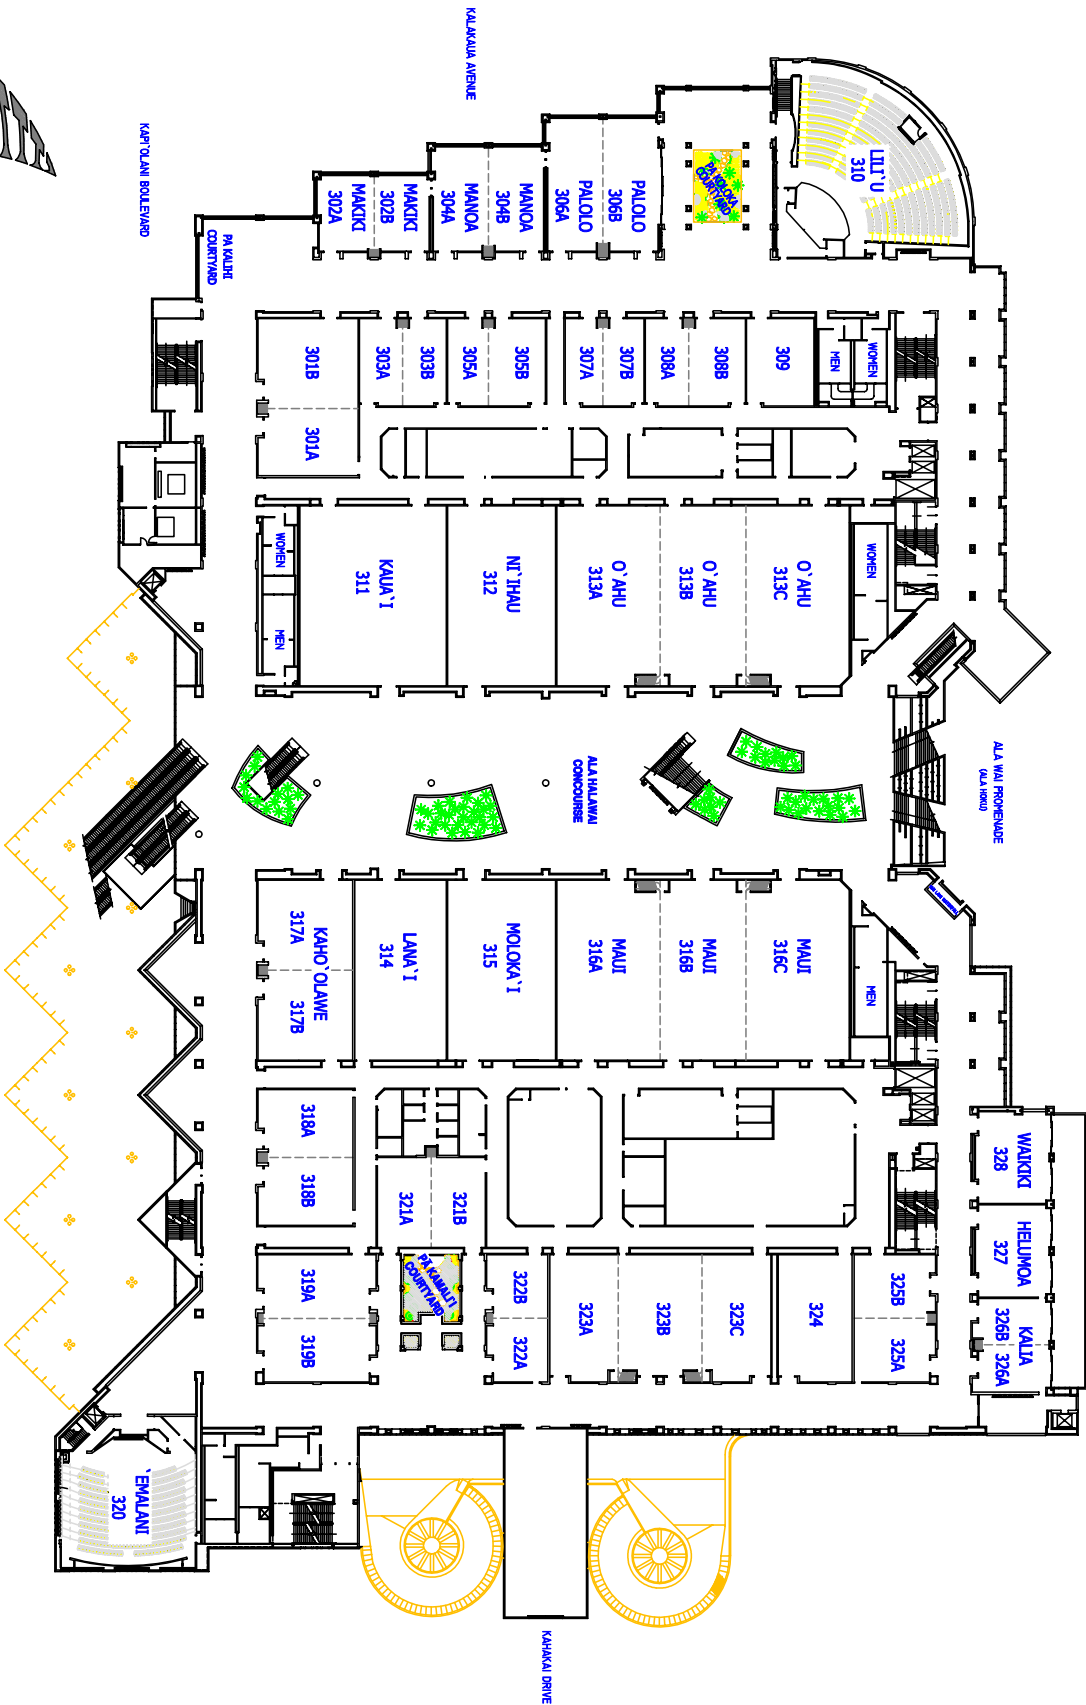 KALAKAUA AVENUE
KAPI`OLANI BOULEVARD
LILI`U
310
PA KOLOKA
COURTYARD
PALOLO
306B
PALOLO
306A
MANOA
304B
MANOA
304A
MAKIKI
302B
MAKIKI
302A
PA KALIHI
COURTYARD
301B
301A
303A
303B
305A
305B
307A
307B
308A
308B
309
MEN
WOMEN
WOMEN
MEN
KAUA`I
311
NI`IHAU
312
O`AHU
313A
O`AHU
313B
O`AHU
313C
WOMEN
ALA HALAWAI
CONCOURSE
ALA WAI PROMENADE
(ALA HOKU)
KAHO`OLAWE
317A
317B
LANA`I
314
MOLOKA`I
315
MAUI
316A
MAUI
316B
MAUI
316C
MEN
318A
318B
321A
321B
WAIKIKI
328
HELUMOA
327
KALIA
326B
326A
319A
319B
PA KAMALI`I
COURTYARD
322B
322A
323A
323B
323C
324
325B
325A
`EMALANI
320
KAHAKAI DRIVE